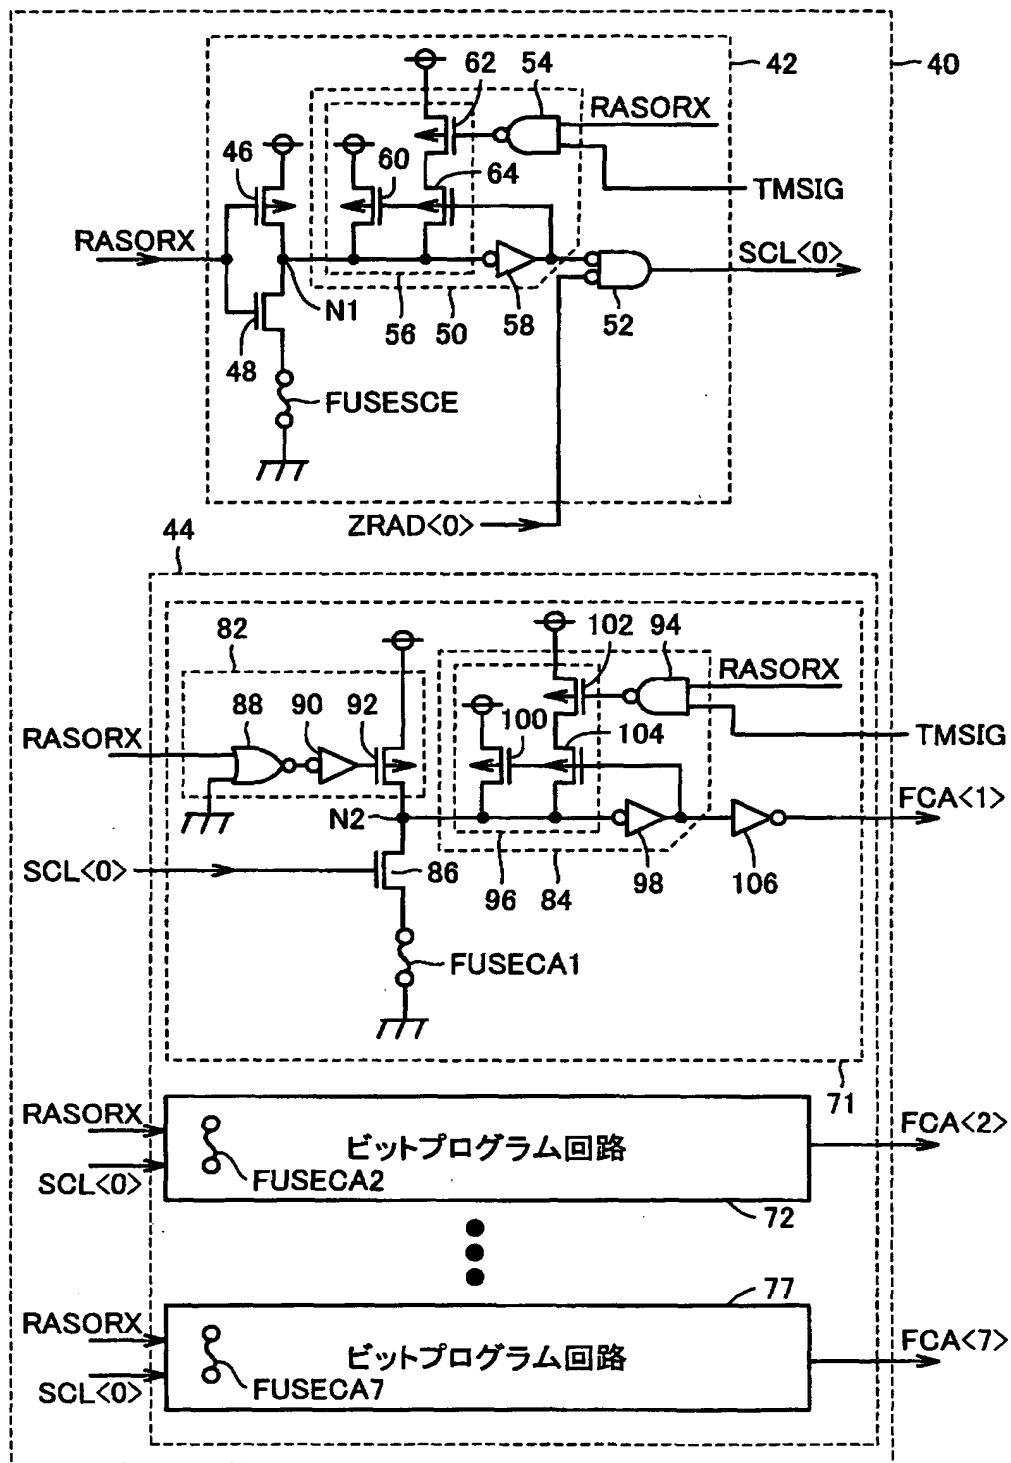 62
54
42
40
46
60
64
RASORX
TMSIG
RASORX
SCL<0>
N1
56
50
58
52
48
FUSESCE
ZRAD<0>
44
82
102
94
RASORX
88
90
92
100
104
RASORX
TMSIG
N2
FCA<1>
SCL<0>
86
96
84
98
106
FUSECA1
71
RASORX
SCL<0>
FUSECA2
ビットプログラム回路
FCA<2>
72
77
RASORX
SCL<0>
FUSECA7
ビットプログラム回路
FCA<7>